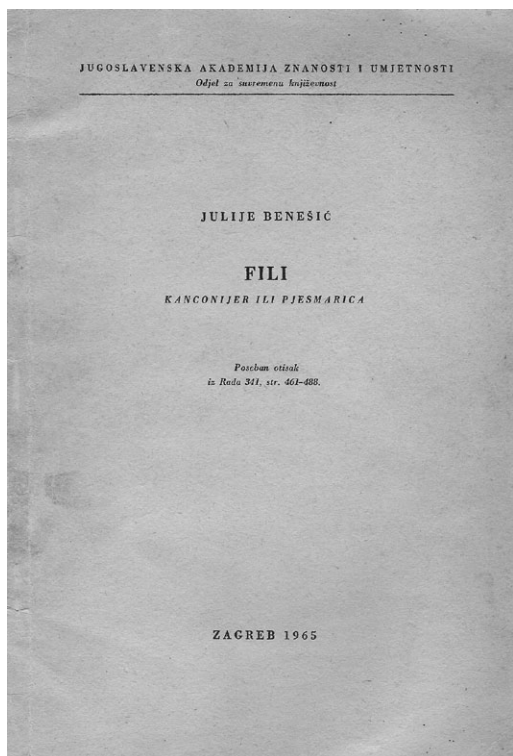 JUGOSLAVENSKA AKADEMIJA ZNANOSTI I UMJETNOSTI
Odjel za suvremenu književnost
JULIJE BENEŠIĆ
FILI
KANCONIJER ILI PJESMARICA
Poseban otisak
iz Rada 341, str. 461–488.
ZAGREB 1965